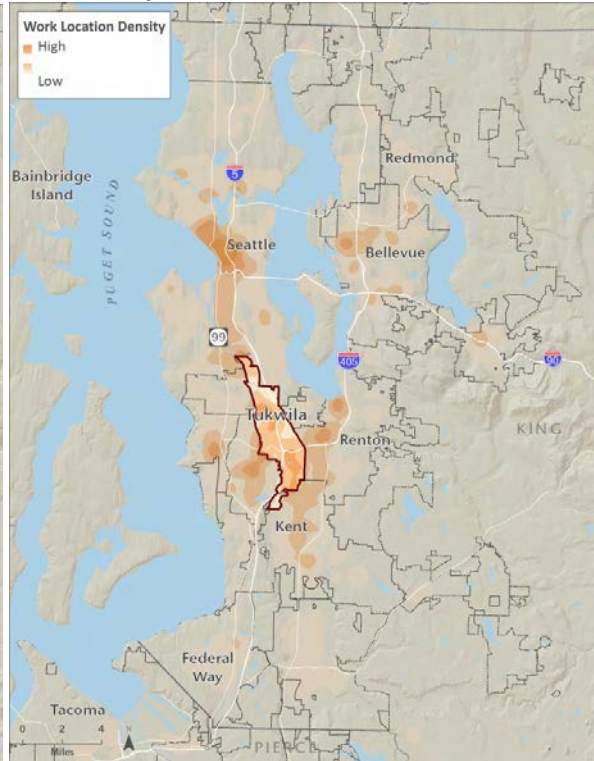 Work Location Density
High
Low
5
Redmond
Bainbridge
Island
PUGET SOUND
Seattle
Bellevue
99
405
90
Tukwila
Renton
KING
Kent
Federal
Way
Tacoma
N
0 2 4
Miles
PIERCE